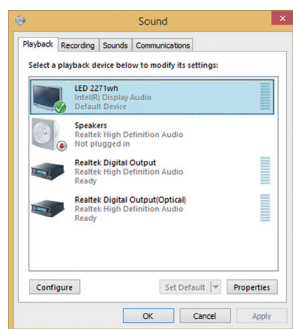 Sound
Playback Recording Sounds Communications
Select a playback device below to modify its settings:
LED 2271wh
Intel(R) Display Audio
Default Device
Speakers
Realtek High Definition Audio
Not plugged in
Realtek Digital Output
Realtek High Definition Audio
Ready
Realtek Digital Output(Optical)
Realtek High Definition Audio
Ready
Configure Set Default Properties
OK Cancel Apply